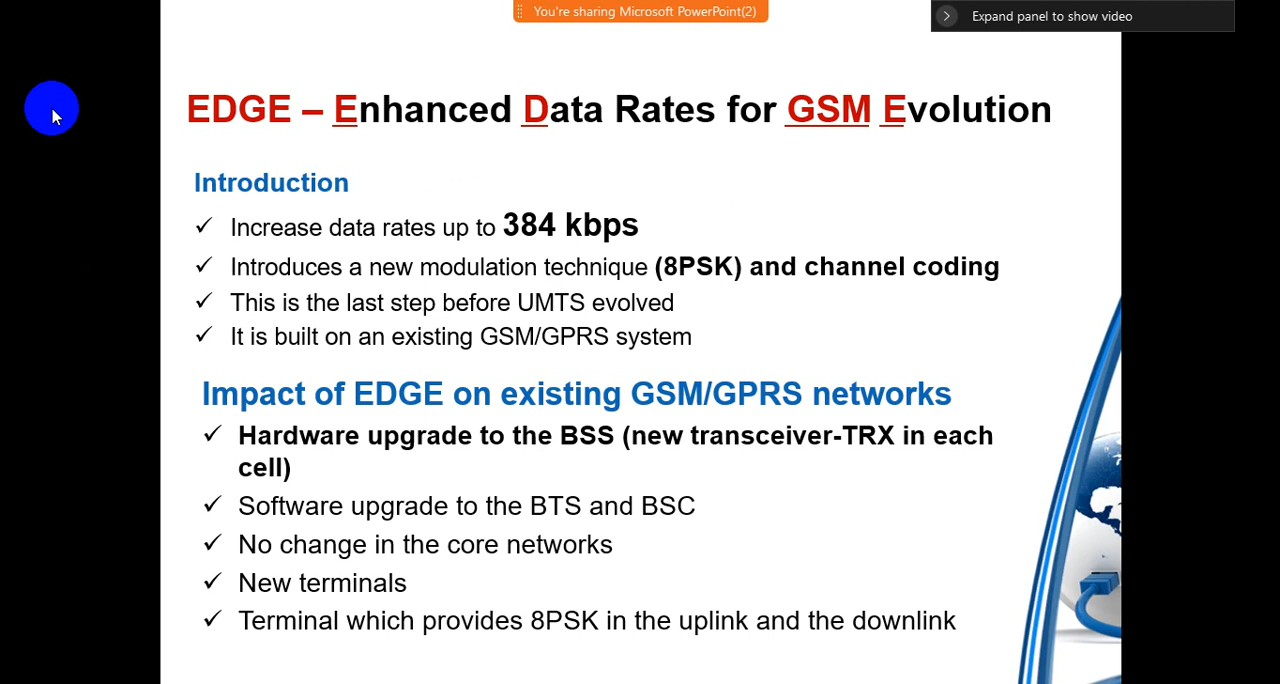 You're sharing Microsoft PowerPoint(2)
Expand panel to show video
EDGE – Enhanced Data Rates for GSM Evolution
Introduction
✓ Increase data rates up to 384 kbps
✓ Introduces a new modulation technique (8PSK) and channel coding
✓ This is the last step before UMTS evolved
✓ It is built on an existing GSM/GPRS system
Impact of EDGE on existing GSM/GPRS networks
✓ Hardware upgrade to the BSS (new transceiver-TRX in each
cell)
✓ Software upgrade to the BTS and BSC
✓ No change in the core networks
✓ New terminals
✓ Terminal which provides 8PSK in the uplink and the downlink